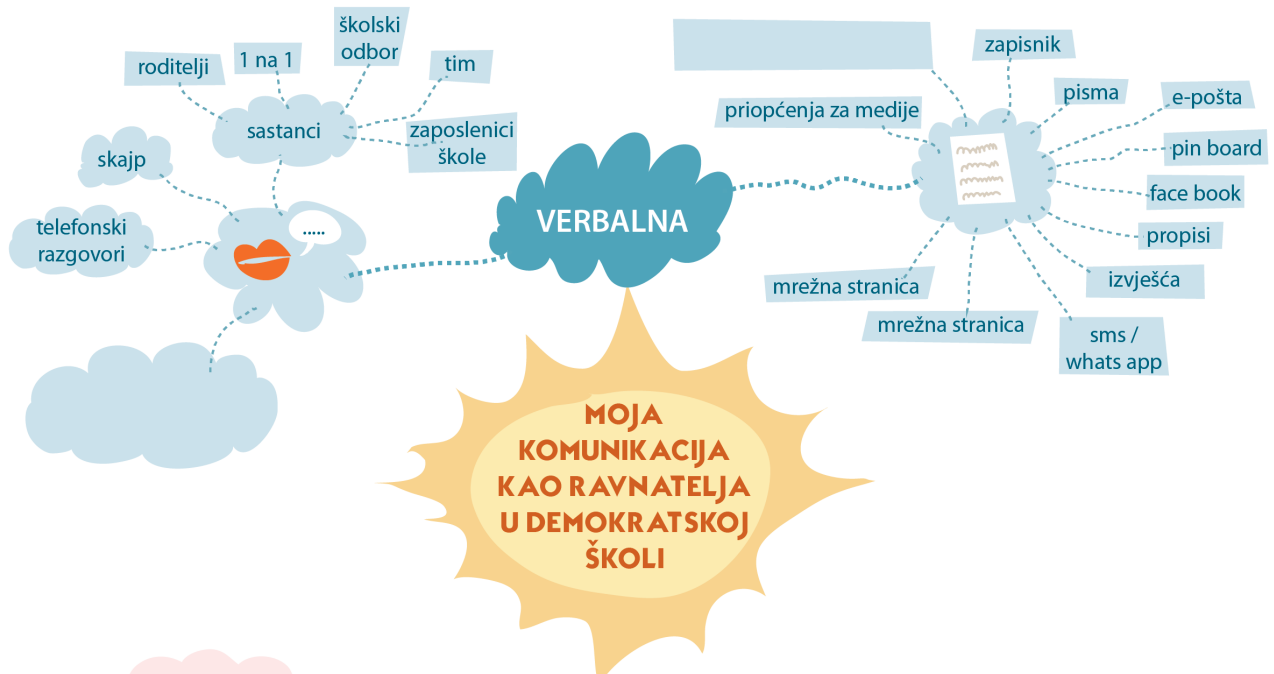 školski
odbor
roditelji
1 na 1
tim
sastanci
zaposlenici
škole
skajp
telefonski
razgovori
.....
VERBALNA
zapisnik
priopćenja za medije
pisma
e-pošta
pin board
face book
propisi
izvješća
mrežna stranica
mrežna stranica
sms /
whats app
MOJA
KOMUNIKACIJA
KAO RAVNATELJA
U DEMOKRATSKOJ
ŠKOLI